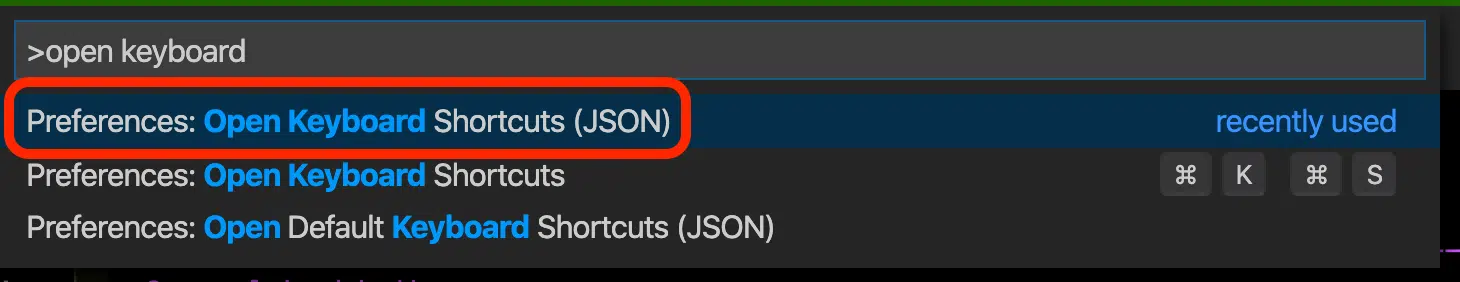 >open keyboard
Preferences: Open Keyboard Shortcuts (JSON) recently used
Preferences: Open Keyboard Shortcuts ⌘ K ⌘ S
Preferences: Open Default Keyboard Shortcuts (JSON)